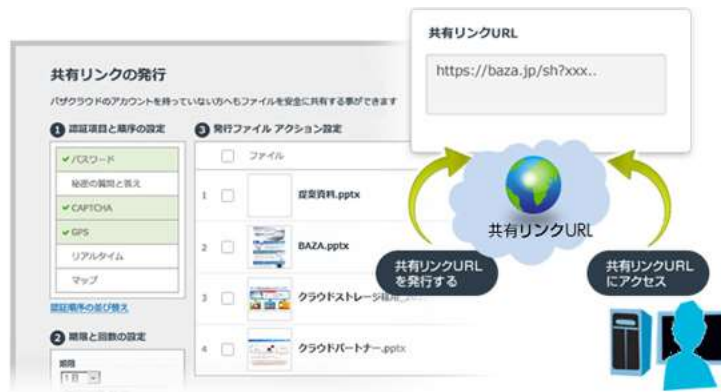 共有リンクURL
https://baza.jp/sh?xxx..
共有リンクの発行
バザクラウドのアカウントを持っていない方へもファイルを安全に共有する事ができます
1 認証項目と順序の設定
パスワード
秘密の質問と答え
CAPTCHA
GPS
リアルタイム
マップ
認証順序の並び替え
2 期限と回数の設定
期限
1日
3 発行ファイル アクション設定
ファイル
1 提案資料.pptx
2 BAZA.pptx
3 クラウドストレージ
4 クラウドパートナー.pptx
共有リンクURL
共有リンクURL
を発行する
共有リンクURL
にアクセス